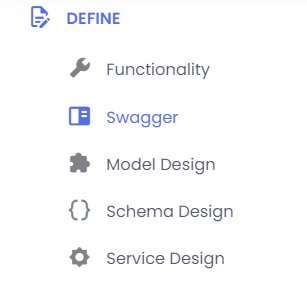 DEFINE
Functionality
Swagger
Model Design
Schema Design
Service Design